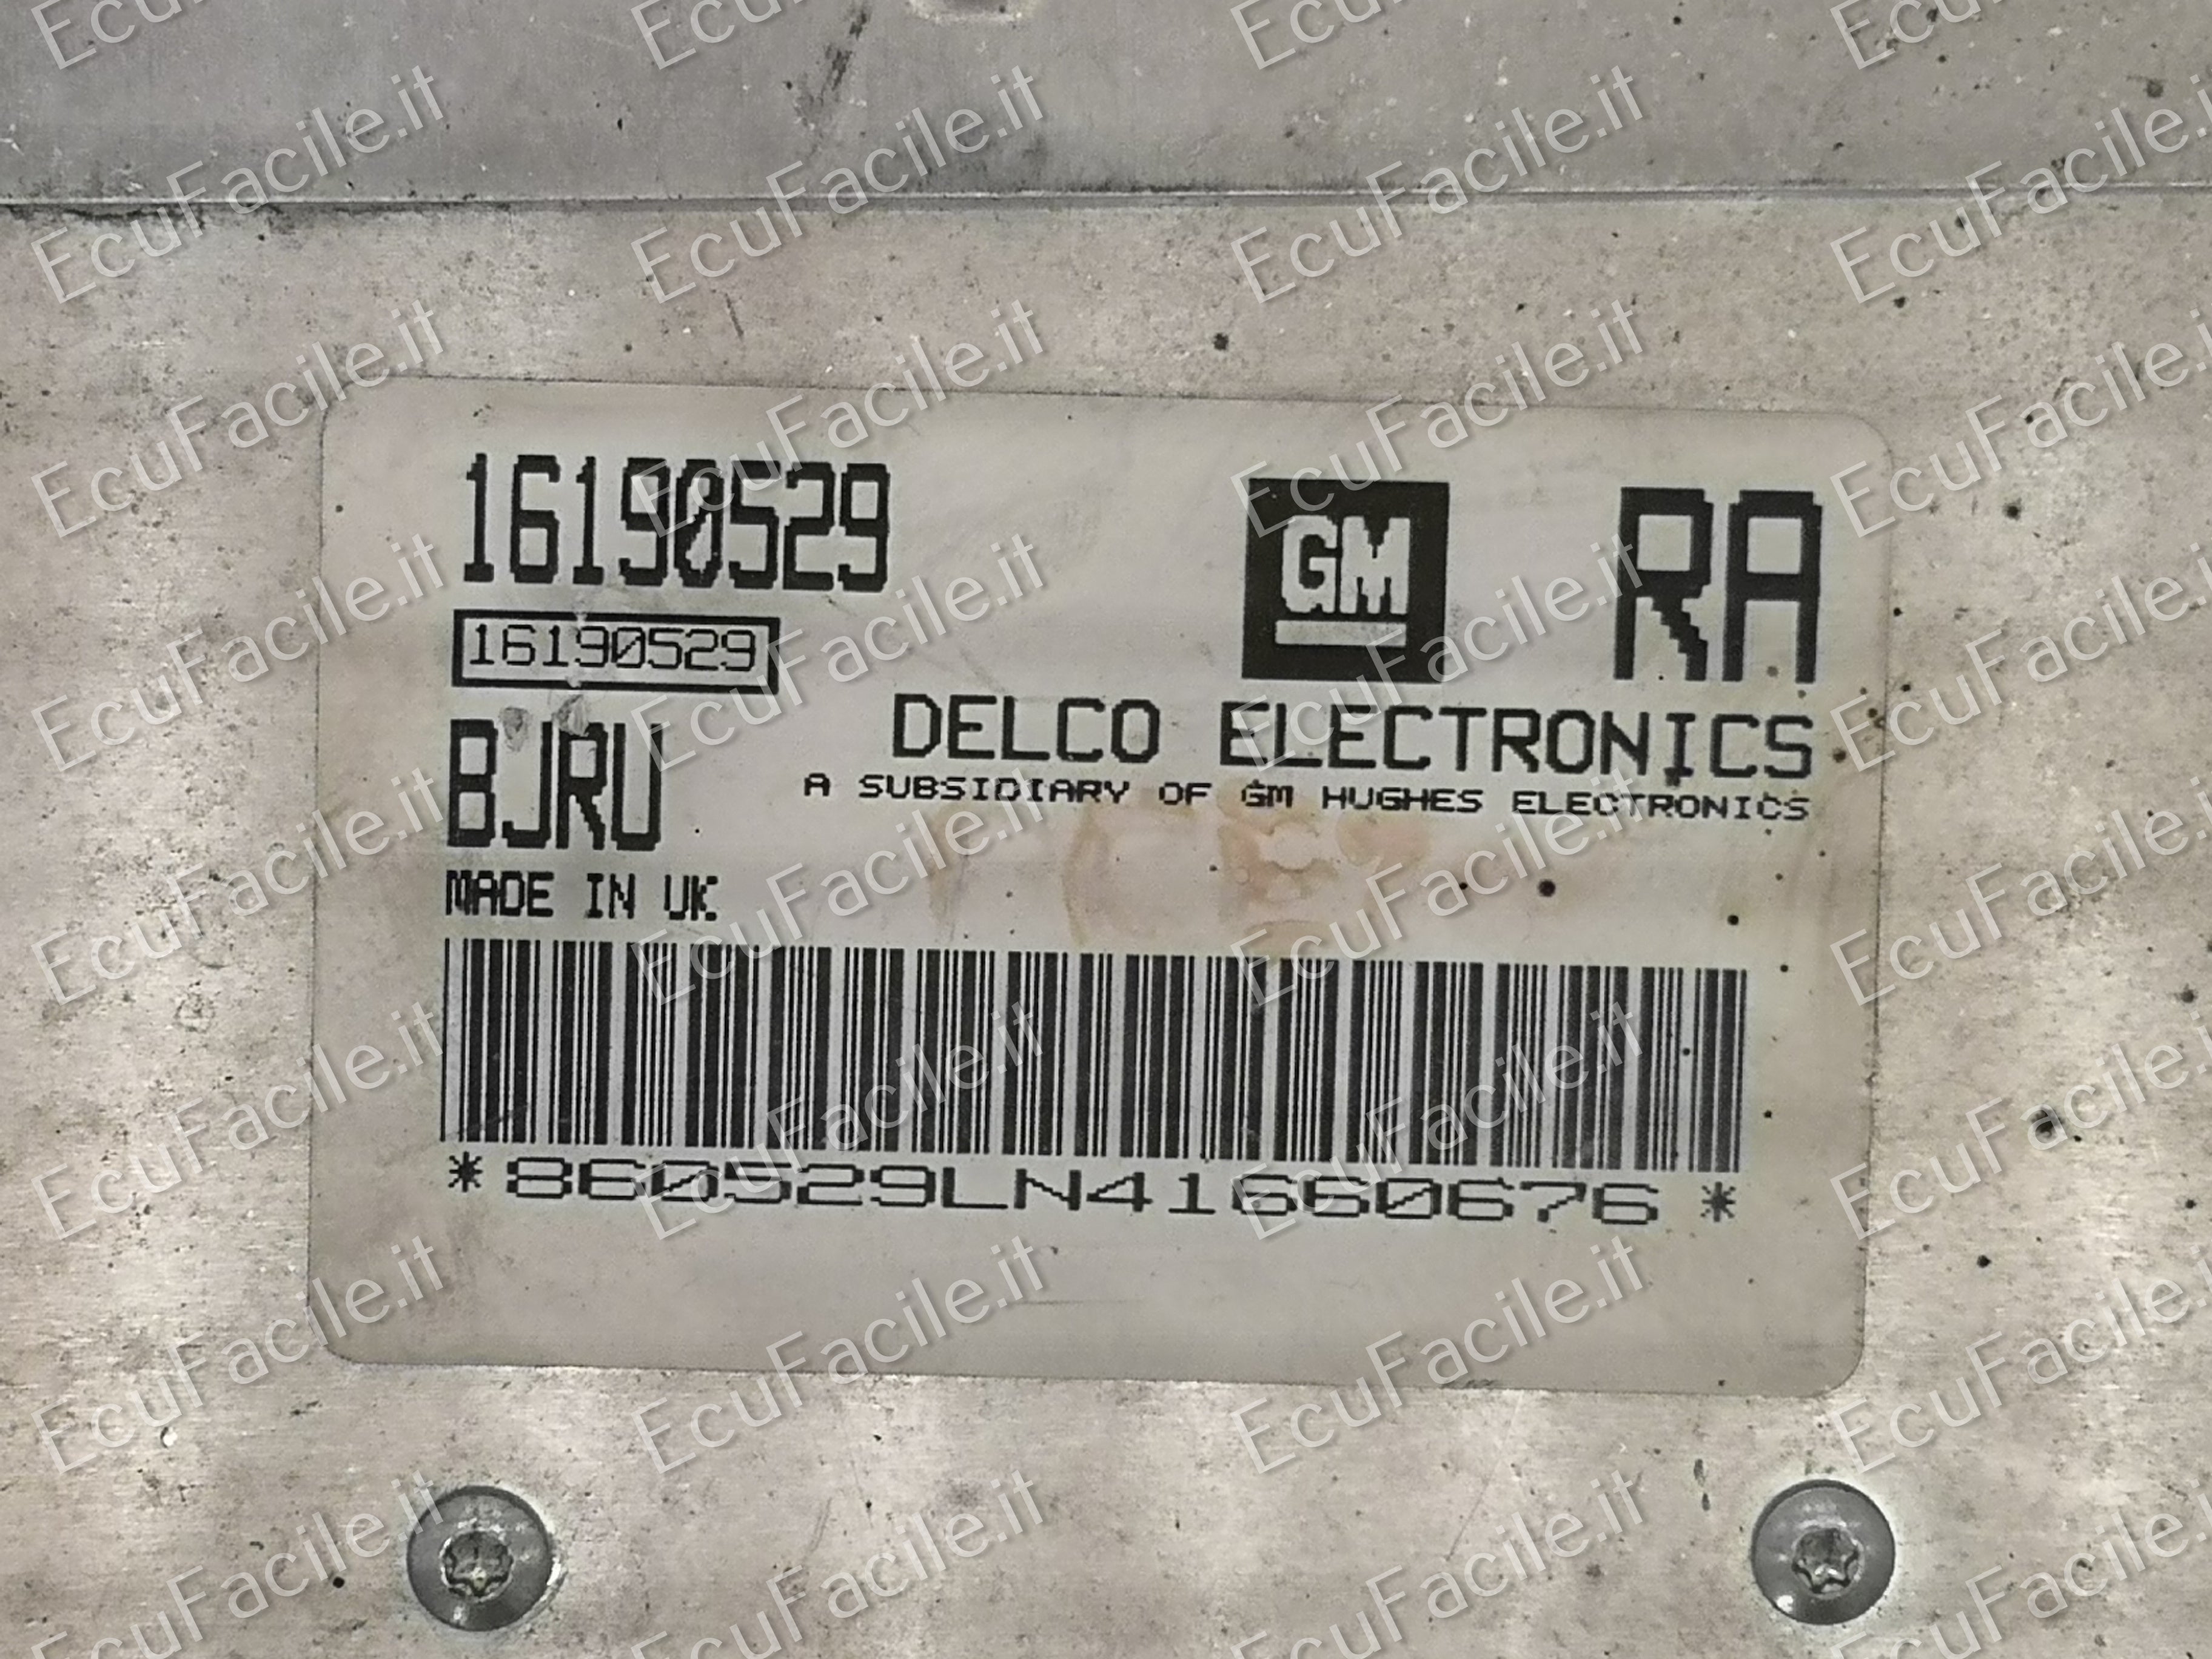 16190529
GM
RA
16190529
DELCO ELECTRONICS
BJRU
A SUBSIDIARY OF GM HUGHES ELECTRONICS
MADE IN UK
*860529LN41660676*
EcuFacile.it